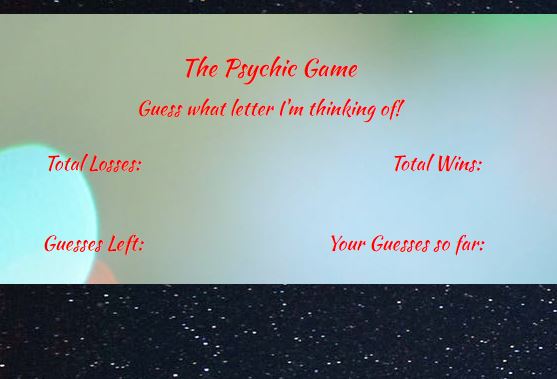 The Psychic Game
Guess what letter I'm thinking of!
Total Losses: Total Wins:
Guesses Left: Your Guesses so far: